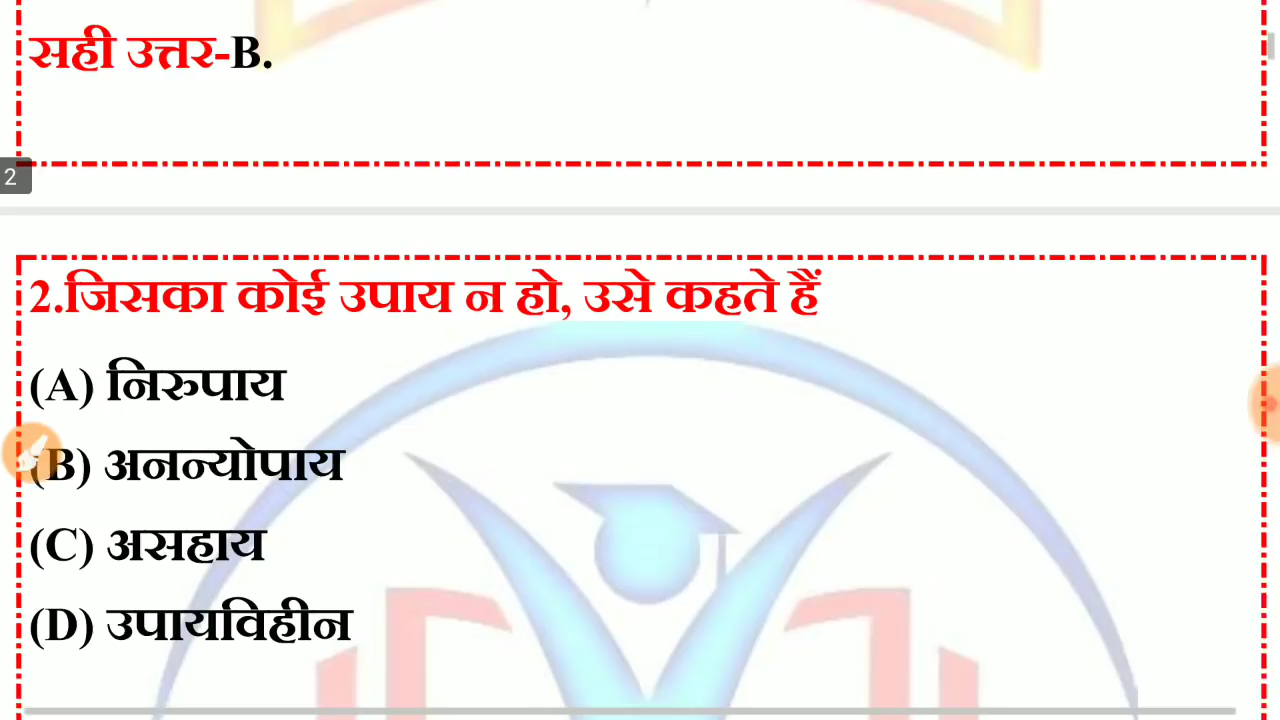 सही उत्तर-B.
2
2.जिसका कोई उपाय न हो, उसे कहते हैं
(A) निरुपाय
(B) अनन्योपाय
(C) असहाय
(D) उपायविहीन